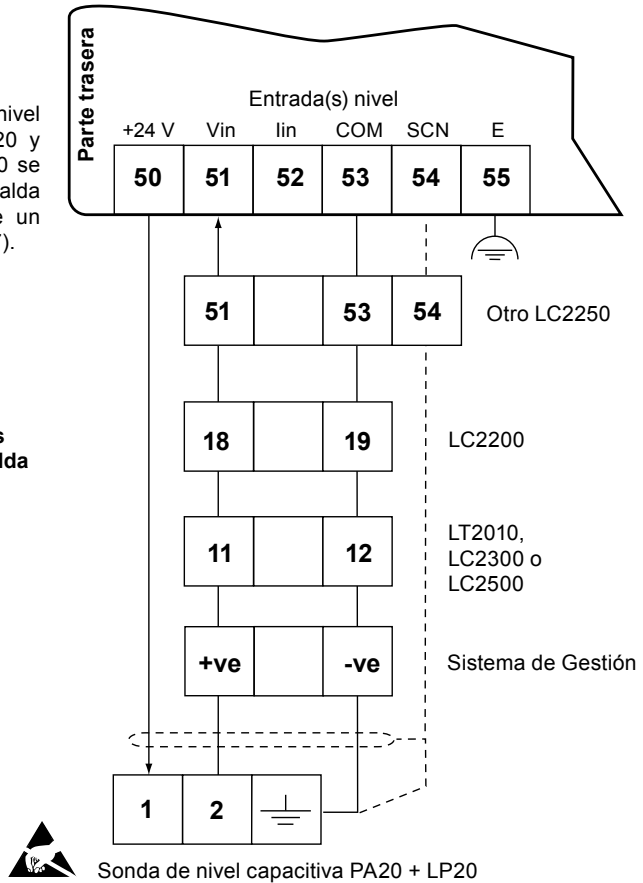 Parte trasera
Entrada(s) nivel
+24 V Vin Iin COM SCN E
50 51 52 53 54 55
nivel
20 y
0 se
alda
e un
").
51 53 54 Otro LC2250
s
lda
18 19 LC2200
11 12 LT2010,
LC2300 o
LC2500
+ve -ve Sistema de Gestión
1 2
Sonda de nivel capacitiva PA20 + LP20